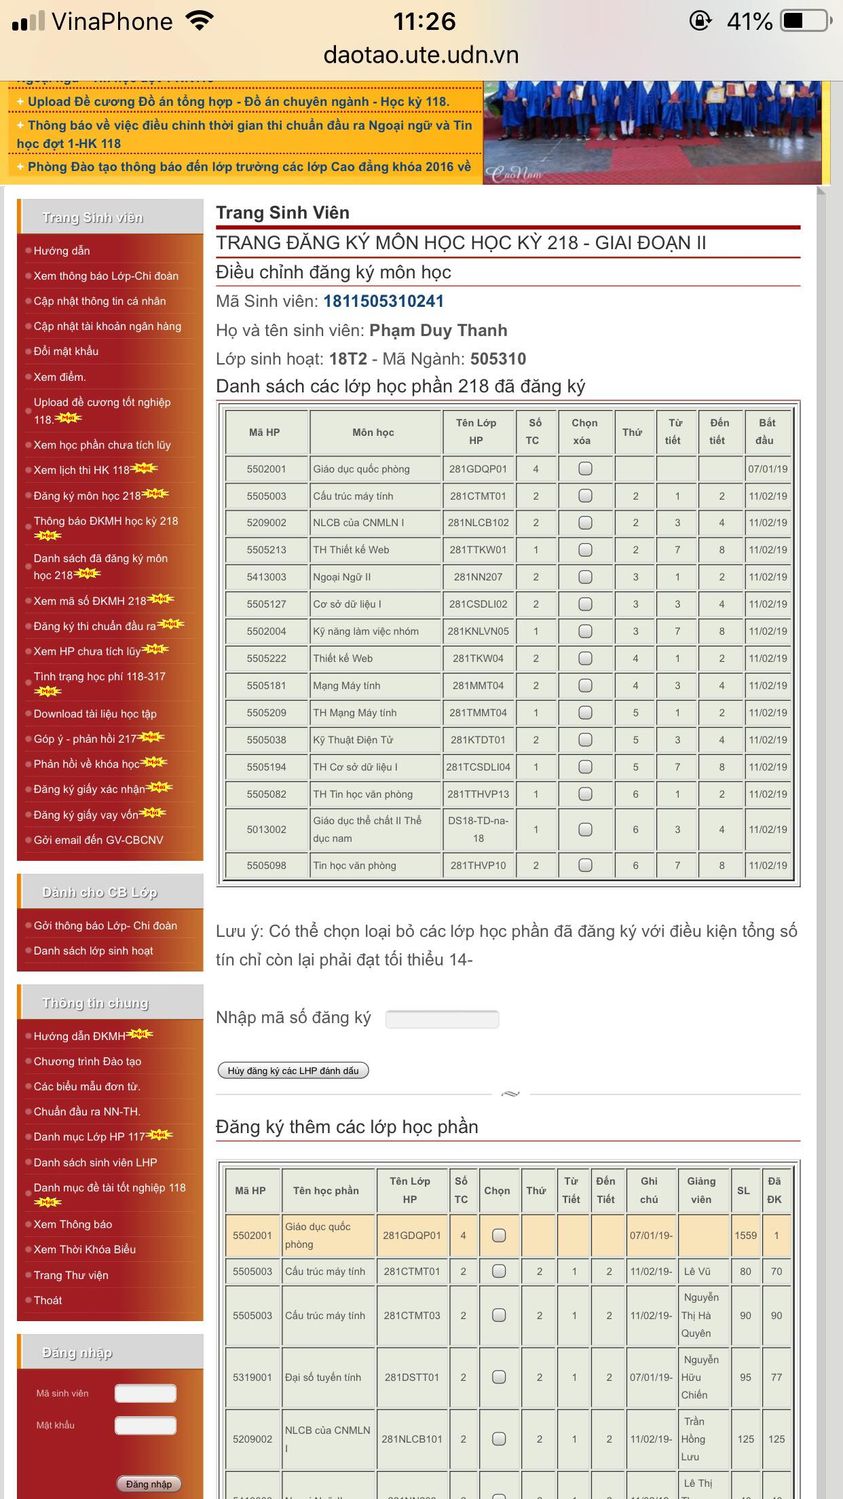 VinaPhone 11:26 41%
daotao.ute.udn.vn
+ Upload Đề cương Đồ án tổng hợp - Đồ án chuyên ngành - Học kỳ 118.
+ Thông báo về việc điều chỉnh thời gian thi chuẩn đầu ra Ngoại ngữ và Tin
học đợt 1-HK 118
+ Phòng Đào tạo thông báo đến lớp trưởng các lớp Cao đẳng khóa 2016 về
CaoNam
Trang Sinh viên
Hướng dẫn
Xem thông báo Lớp-Chi đoàn
Cập nhật thông tin cá nhân
Cập nhật tài khoản ngân hàng
Đổi mật khẩu
Xem điểm.
Upload đề cương tốt nghiệp
118. Mới
Xem học phần chưa tích lũy
Xem lịch thi HK 118 Mới
Đăng ký môn học 218 Mới
Thông báo ĐKMH học kỳ 218
Mới
Danh sách đã đăng ký môn
học 218 Mới
Xem mã số ĐKMH 218 Mới
Đăng ký thi chuẩn đầu ra Mới
Xem HP chưa tích lũy Mới
Tình trạng học phí 118-317
Mới
Download tài liệu học tập
Góp ý - phản hồi 217 Mới
Phản hồi về khóa học Mới
Đăng ký giấy xác nhận Mới
Đăng ký giấy vay vốn Mới
Gởi email đến GV-CBCNV
Dành cho CB Lớp
Gởi thông báo Lớp- Chi đoàn
Danh sách lớp sinh hoạt
Thông tin chung
Hướng dẫn ĐKMH Mới
Chương trình Đào tạo
Các biểu mẫu đơn từ.
Chuẩn đầu ra NN-TH.
Danh mục Lớp HP 117 Mới
Danh sách sinh viên LHP
Danh mục đề tài tốt nghiệp 118
Mới
Xem Thông báo
Xem Thời Khóa Biểu
Trang Thư viện
Thoát
Đăng nhập
Mã sinh viên
Mật khẩu
Đăng nhập
Trang Sinh Viên
TRANG ĐĂNG KÝ MÔN HỌC HỌC KỲ 218 - GIAI ĐOẠN II
Điều chỉnh đăng ký môn học
Mã Sinh viên: 1811505310241
Họ và tên sinh viên: Phạm Duy Thanh
Lớp sinh hoạt: 18T2 - Mã Ngành: 505310
Danh sách các lớp học phần 218 đã đăng ký
Mã HP Môn học Tên Lớp HP Số TC Chọn xóa Thứ Từ tiết Đến tiết Bắt đầu
5502001 Giáo dục quốc phòng 281GDQP01 4 07/01/19
5505003 Cấu trúc máy tính 281CTMT01 2 2 1 2 11/02/19
5209002 NLCB của CNMLN I 281NLCB102 2 2 3 4 11/02/19
5505213 TH Thiết kế Web 281TTKW01 1 2 7 8 11/02/19
5413003 Ngoại Ngữ II 281NN207 2 3 1 2 11/02/19
5505127 Cơ sở dữ liệu I 281CSDLI02 2 3 3 4 11/02/19
5502004 Kỹ năng làm việc nhóm 281KNLVN05 1 3 7 8 11/02/19
5505222 Thiết kế Web 281TKW04 2 4 1 2 11/02/19
5505181 Mạng Máy tính 281MMT04 2 4 3 4 11/02/19
5505209 TH Mạng Máy tính 281TMMT04 1 5 1 2 11/02/19
5505038 Kỹ Thuật Điện Tử 281KTDT01 2 5 3 4 11/02/19
5505194 TH Cơ sở dữ liệu I 281TCSDLI04 1 5 7 8 11/02/19
5505082 TH Tin học văn phòng 281TTHVP13 1 6 1 2 11/02/19
5013002 Giáo dục thể chất II Thể dục nam DS18-TD-na-18 1 6 3 4 11/02/19
5505098 Tin học văn phòng 281THVP10 2 6 7 8 11/02/19
Lưu ý: Có thể chọn loại bỏ các lớp học phần đã đăng ký với điều kiện tổng số
tín chỉ còn lại phải đạt tối thiểu 14-
Nhập mã số đăng ký
Hủy đăng ký các LHP đánh dấu
Đăng ký thêm các lớp học phần
Mã HP Tên học phần Tên Lớp HP Số TC Chọn Thứ Từ Tiết Đến Tiết Ghi chú Giảng viên SL Đã ĐK
5502001 Giáo dục quốc phòng 281GDQP01 4 07/01/19- 1559 1
5505003 Cấu trúc máy tính 281CTMT01 2 2 1 2 11/02/19- Lê Vũ 80 70
5505003 Cấu trúc máy tính 281CTMT03 2 2 1 2 11/02/19- Nguyễn Thị Hà Quyên 90 90
5319001 Đại số tuyến tính 281DSTT01 2 2 1 2 07/01/19- Nguyễn Hữu Chiến 95 77
5209002 NLCB của CNMLN I 281NLCB101 2 2 1 2 11/02/19- Trần Hồng Lưu 125 125
Lê Thị